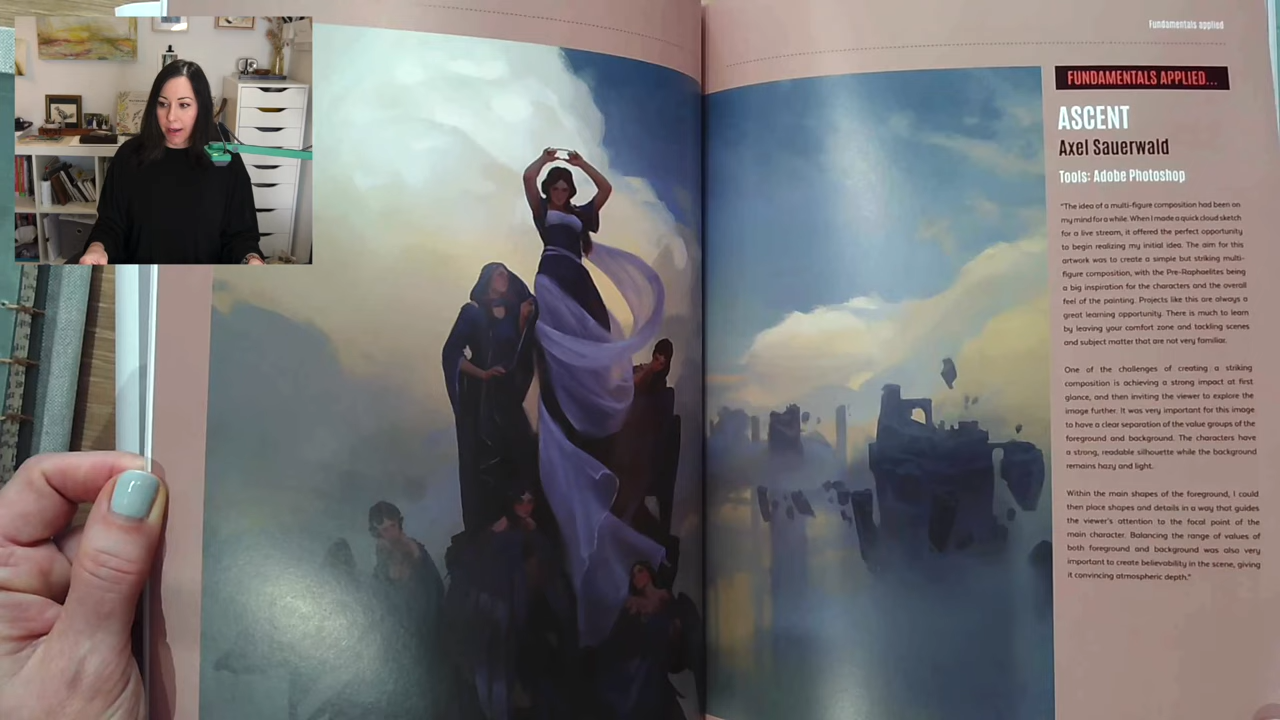 Fundamentals applied
FUNDAMENTALS APPLIED...
ASCENT
Axel Sauerwald
Tools: Adobe Photoshop
"The idea of a multi-figure composition had been on
my mind for a while. When I made a quick cloud sketch
for a live stream, it offered the perfect opportunity
to begin realizing my initial idea. The aim for this
artwork was to create a simple but striking multi-
figure composition, with the Pre-Raphaelites being
a big inspiration for the characters and the overall
feel of the painting. Projects like this are always a
great learning opportunity. There is much to learn
by leaving your comfort zone and tackling scenes
and subject matter that are not very familiar.
One of the challenges of creating a striking
composition is achieving a strong impact at first
glance, and then inviting the viewer to explore the
image further. It was very important for this image
to have a clear separation of the value groups of the
foreground and background. The characters have
a strong, readable silhouette while the background
remains hazy and light.
Within the main shapes of the foreground, I could
then place shapes and details in a way that guides
the viewer's attention to the focal point of the
main character. Balancing the range of values of
both foreground and background was also very
important to create believability in the scene, giving
it convincing atmospheric depth."